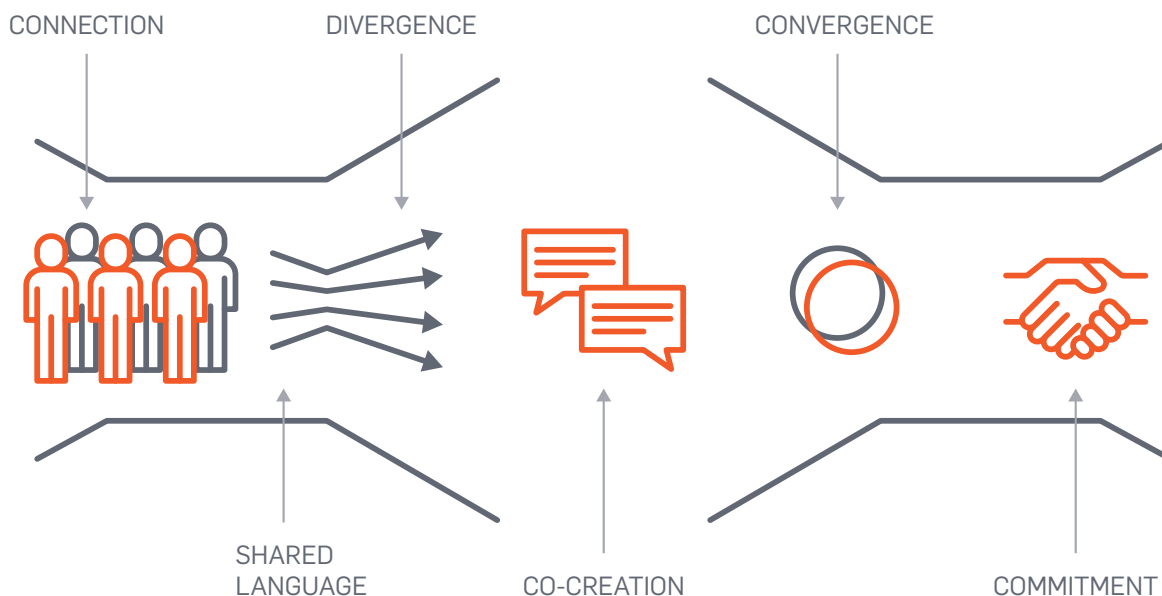 CONNECTION
DIVERGENCE
CONVERGENCE
SHARED
LANGUAGE
CO-CREATION
COMMITMENT